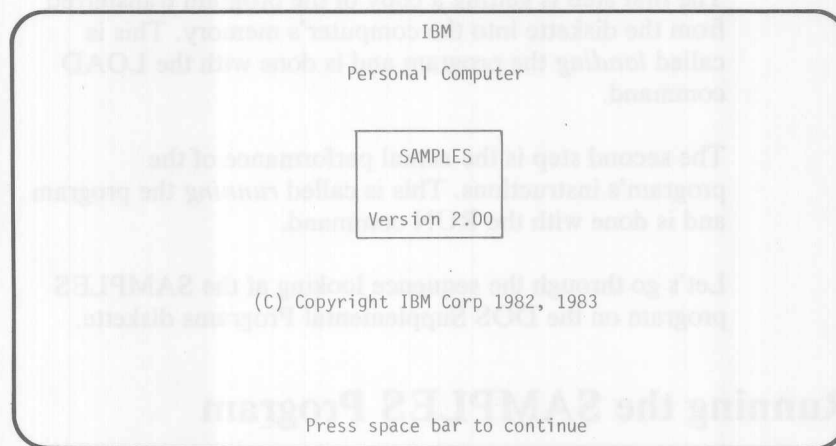 The first step is
from the diskette into the computer's memory. This is
called loading the program and is done with the LOAD
command.
The second step is the actual performance of the
program's instructions. This is called running the program
and is done with the RUN command.
Let's go through the sequence looking at the SAMPLES
program on the DOS Supplemental Programs diskette.
Running the SAMPLES Program
IBM
Personal Computer
SAMPLES
Version 2.00
(C) Copyright IBM Corp 1982, 1983
Press space bar to continue